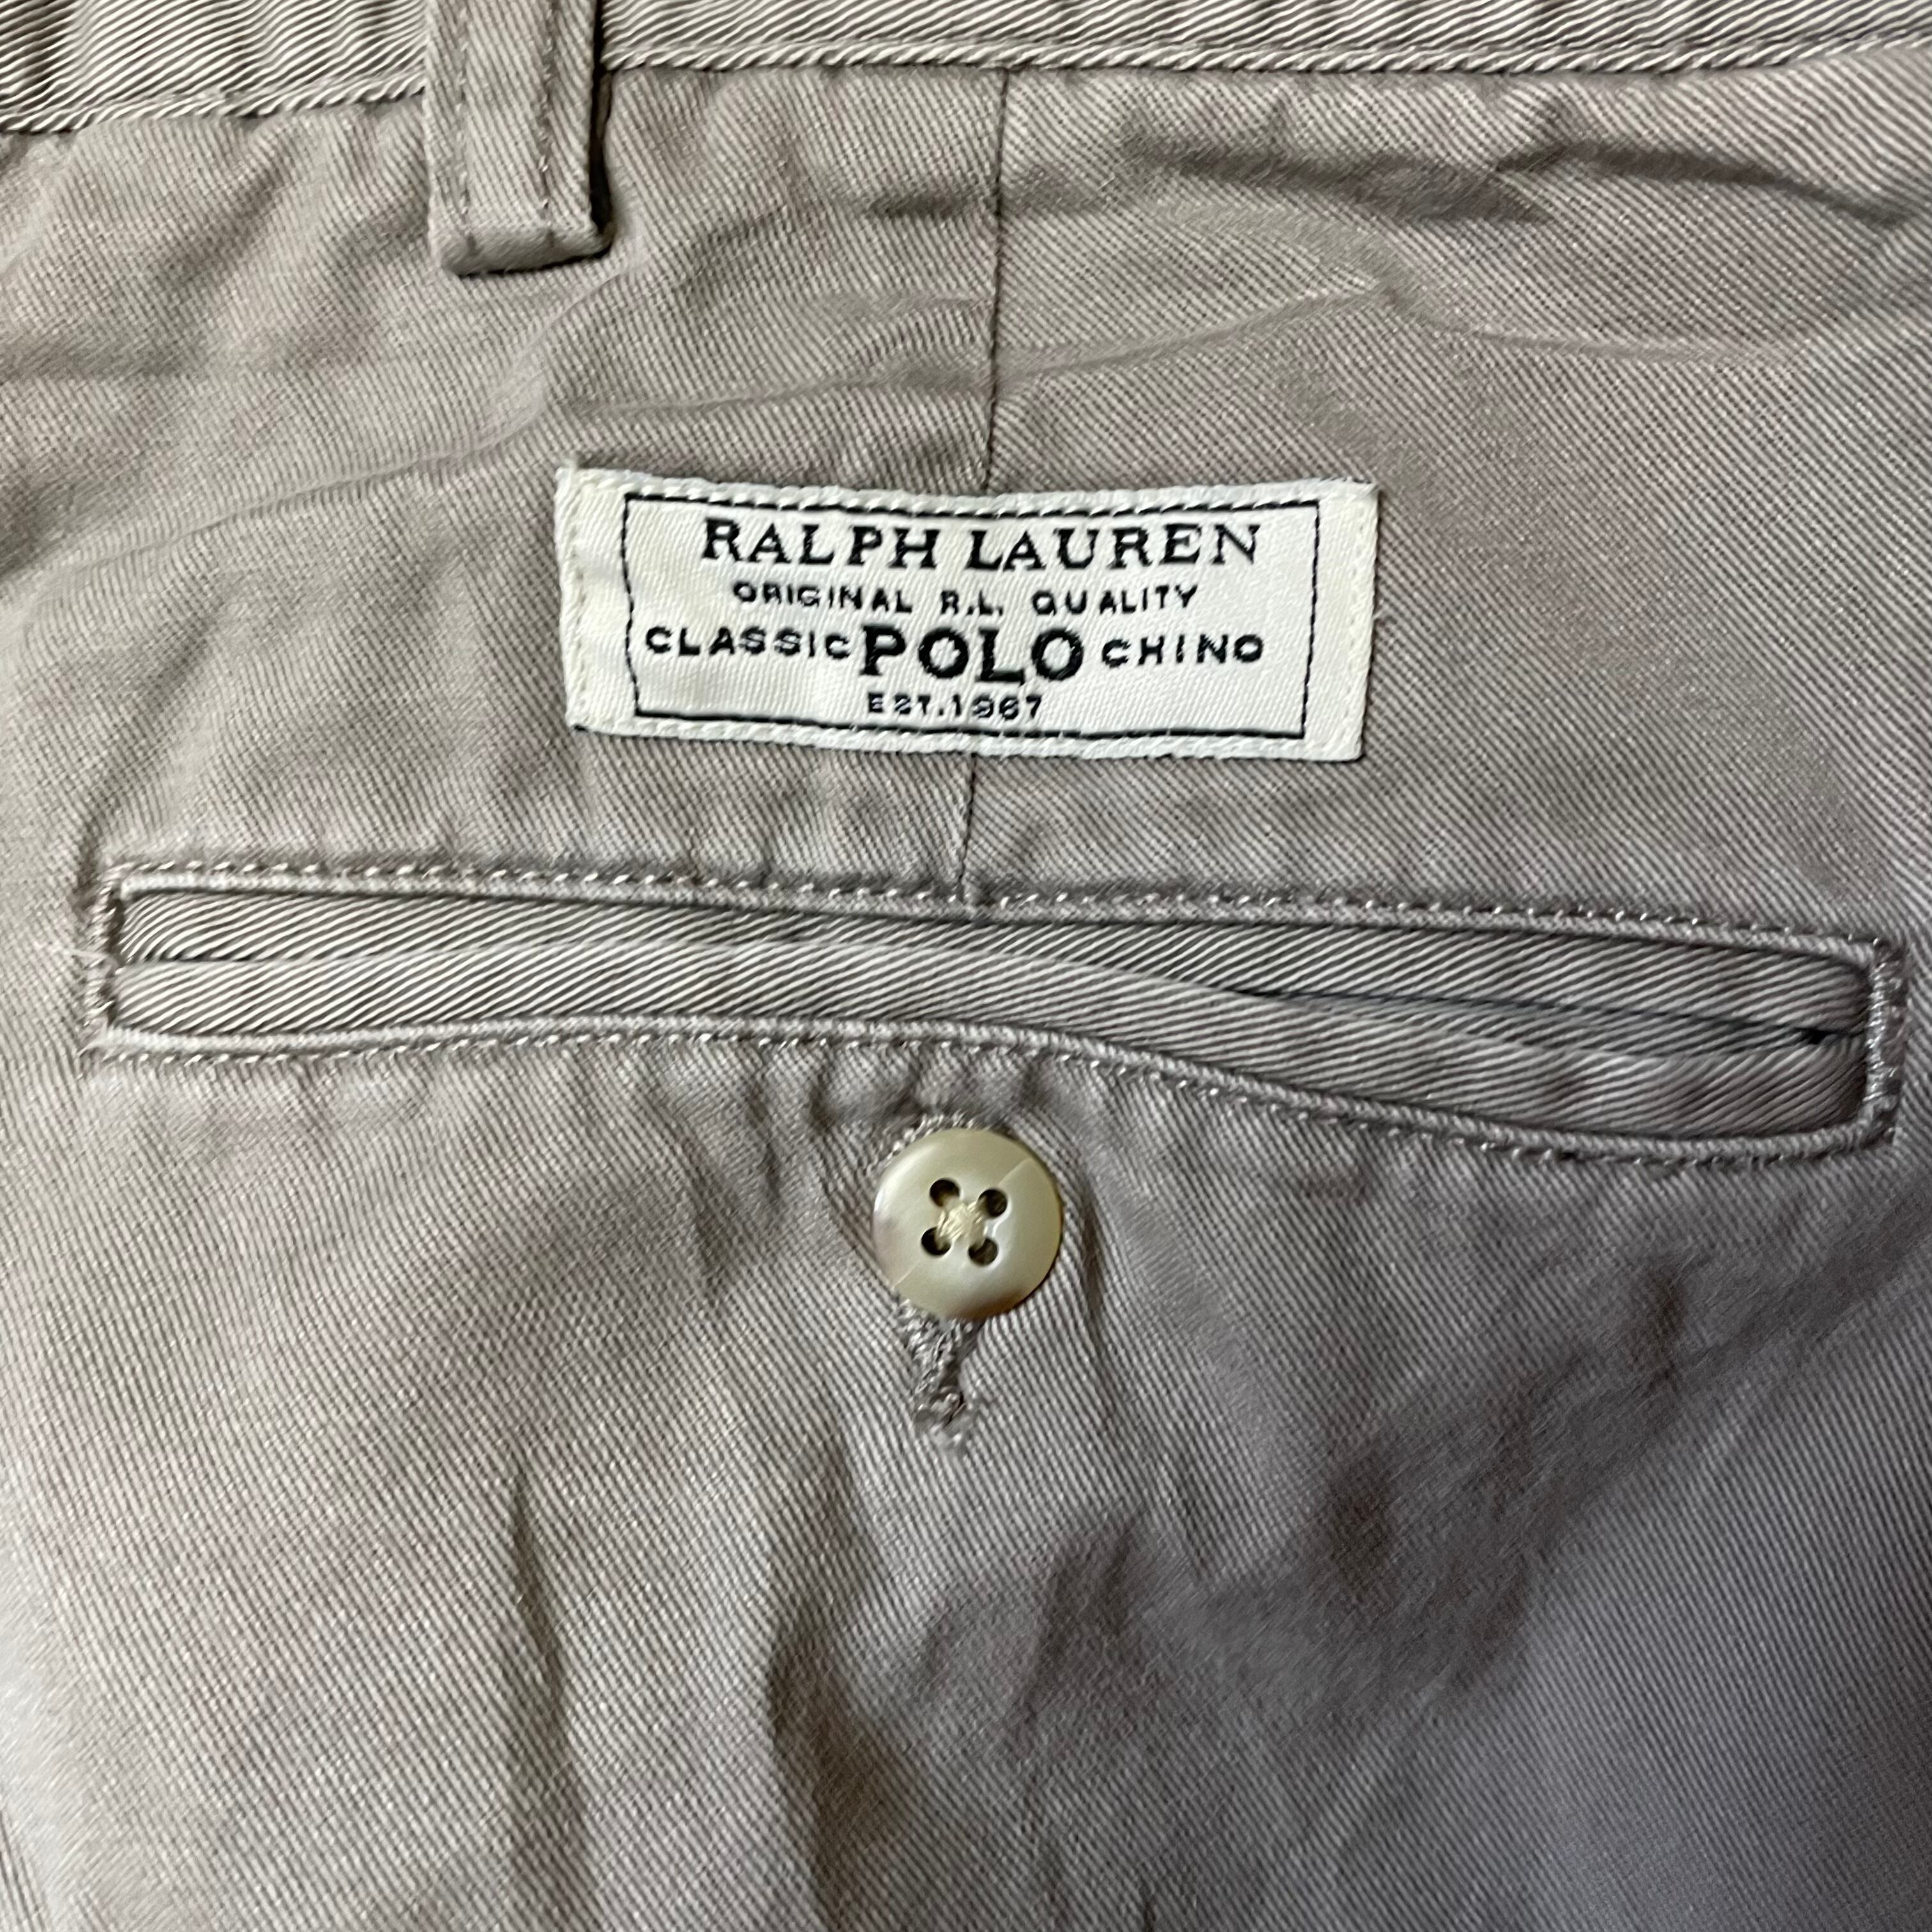 RALPH LAUREN
ORIGINAL R.L. QUALITY
CLASSIC POLO CHINO
EST.1967